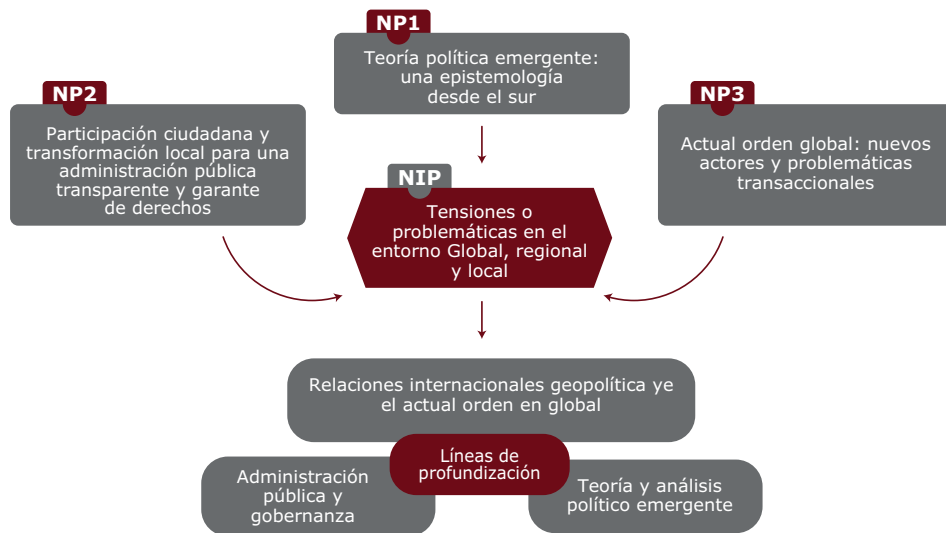 NP1
Teoría política emergente:
una epistemología
desde el sur
NP2
Participación ciudadana y
transformación local para una
administración pública
transparente y garante
de derechos
NP3
Actual orden global: nuevos
actores y problemáticas
transaccionales
NIP
Tensiones o
problemáticas en el
entorno Global, regional
y local
Relaciones internacionales geopolítica ye
el actual orden en global
Líneas de
profundización
Administración
pública y
gobernanza
Teoría y análisis
político emergente